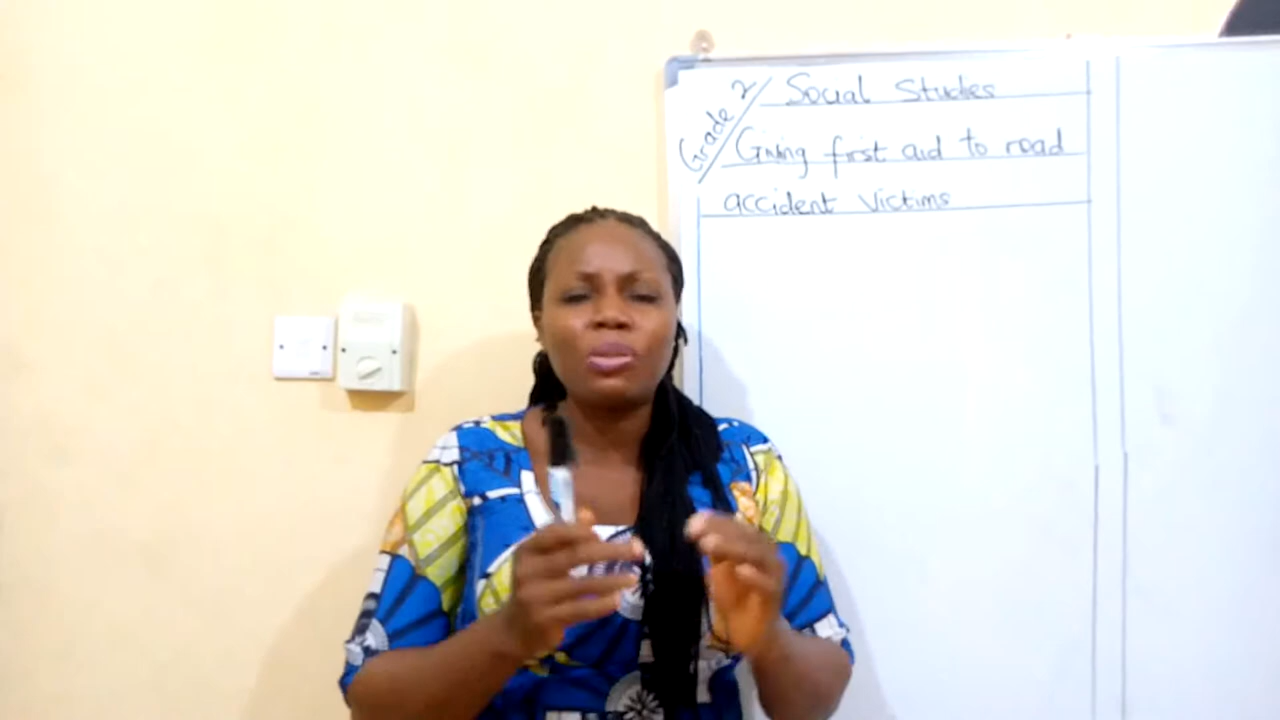 Grade 2
Social Studies
Giving first aid to road
accident victims